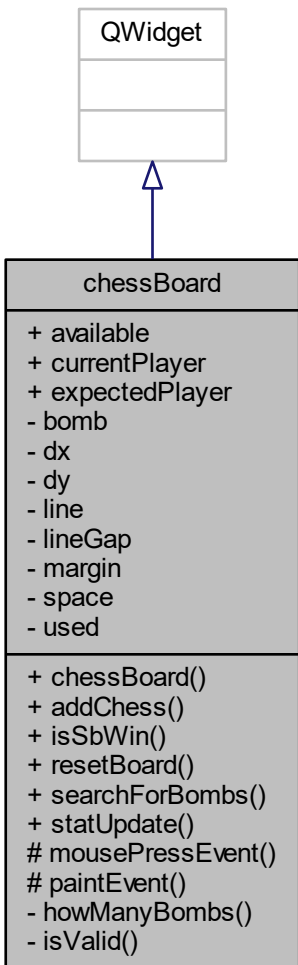 QWidget
chessBoard
+ available
+ currentPlayer
+ expectedPlayer
- bomb
- dx
- dy
- line
- lineGap
- margin
- space
- used
+ chessBoard()
+ addChess()
+ isSbWin()
+ resetBoard()
+ searchForBombs()
+ statUpdate()
# mousePressEvent()
# paintEvent()
- howManyBombs()
- isValid()